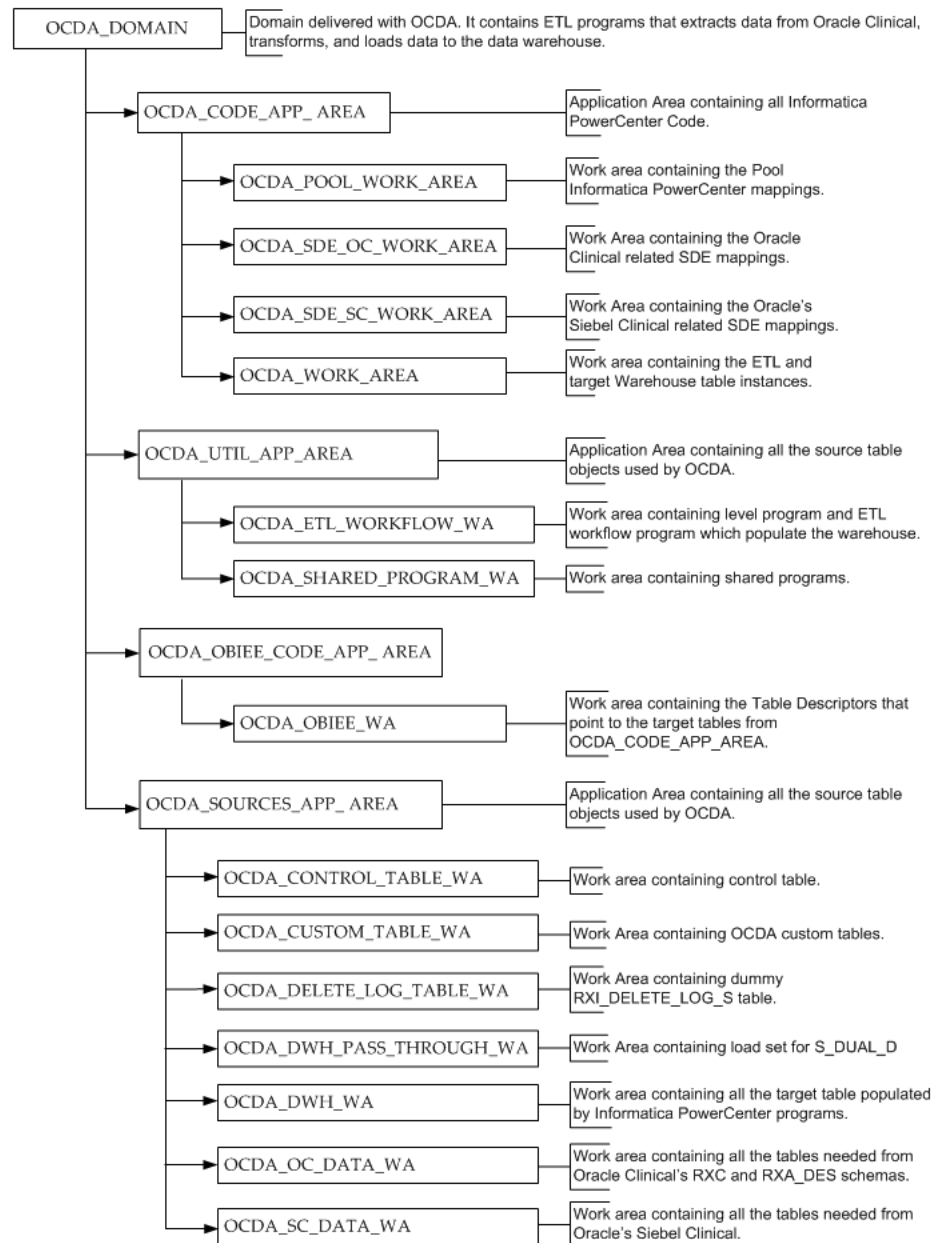 OCDA_DOMAIN
Domain delivered with OCDA. It contains ETL programs that extracts data from Oracle Clinical,
transforms, and loads data to the data warehouse.
OCDA_CODE_APP_ AREA
Application Area containing all Informatica
PowerCenter Code.
OCDA_POOL_WORK_AREA
Work area containing the Pool
Informatica PowerCenter mappings.
OCDA_SDE_OC_WORK_AREA
Work Area containing the Oracle
Clinical related SDE mappings.
OCDA_SDE_SC_WORK_AREA
Work Area containing the Oracle's
Siebel Clinical related SDE mappings.
OCDA_WORK_AREA
Work area containing the ETL and
target Warehouse table instances.
OCDA_UTIL_APP_AREA
Application Area containing all the source table
objects used by OCDA.
OCDA_ETL_WORKFLOW_WA
Work area containing level program and ETL
workflow program which populate the warehouse.
OCDA_SHARED_PROGRAM_WA
Work area containing shared programs.
OCDA_OBIEE_CODE_APP_ AREA
OCDA_OBIEE_WA
Work area containing the Table Descriptors that
point to the target tables from
OCDA_CODE_APP_AREA.
OCDA_SOURCES_APP_ AREA
Application Area containing all the source table
objects used by OCDA.
OCDA_CONTROL_TABLE_WA
Work area containing control table.
OCDA_CUSTOM_TABLE_WA
Work Area containing OCDA custom tables.
OCDA_DELETE_LOG_TABLE_WA
Work Area containing dummy
RXI_DELETE_LOG_S table.
OCDA_DWH_PASS_THROUGH_WA
Work Area containing load set for S_DUAL_D
OCDA_DWH_WA
Work area containing all the target table populated
by Informatica PowerCenter programs.
OCDA_OC_DATA_WA
Work area containing all the tables needed from
Oracle Clinical's RXC and RXA_DES schemas.
OCDA_SC_DATA_WA
Work area containing all the tables needed from
Oracle's Siebel Clinical.